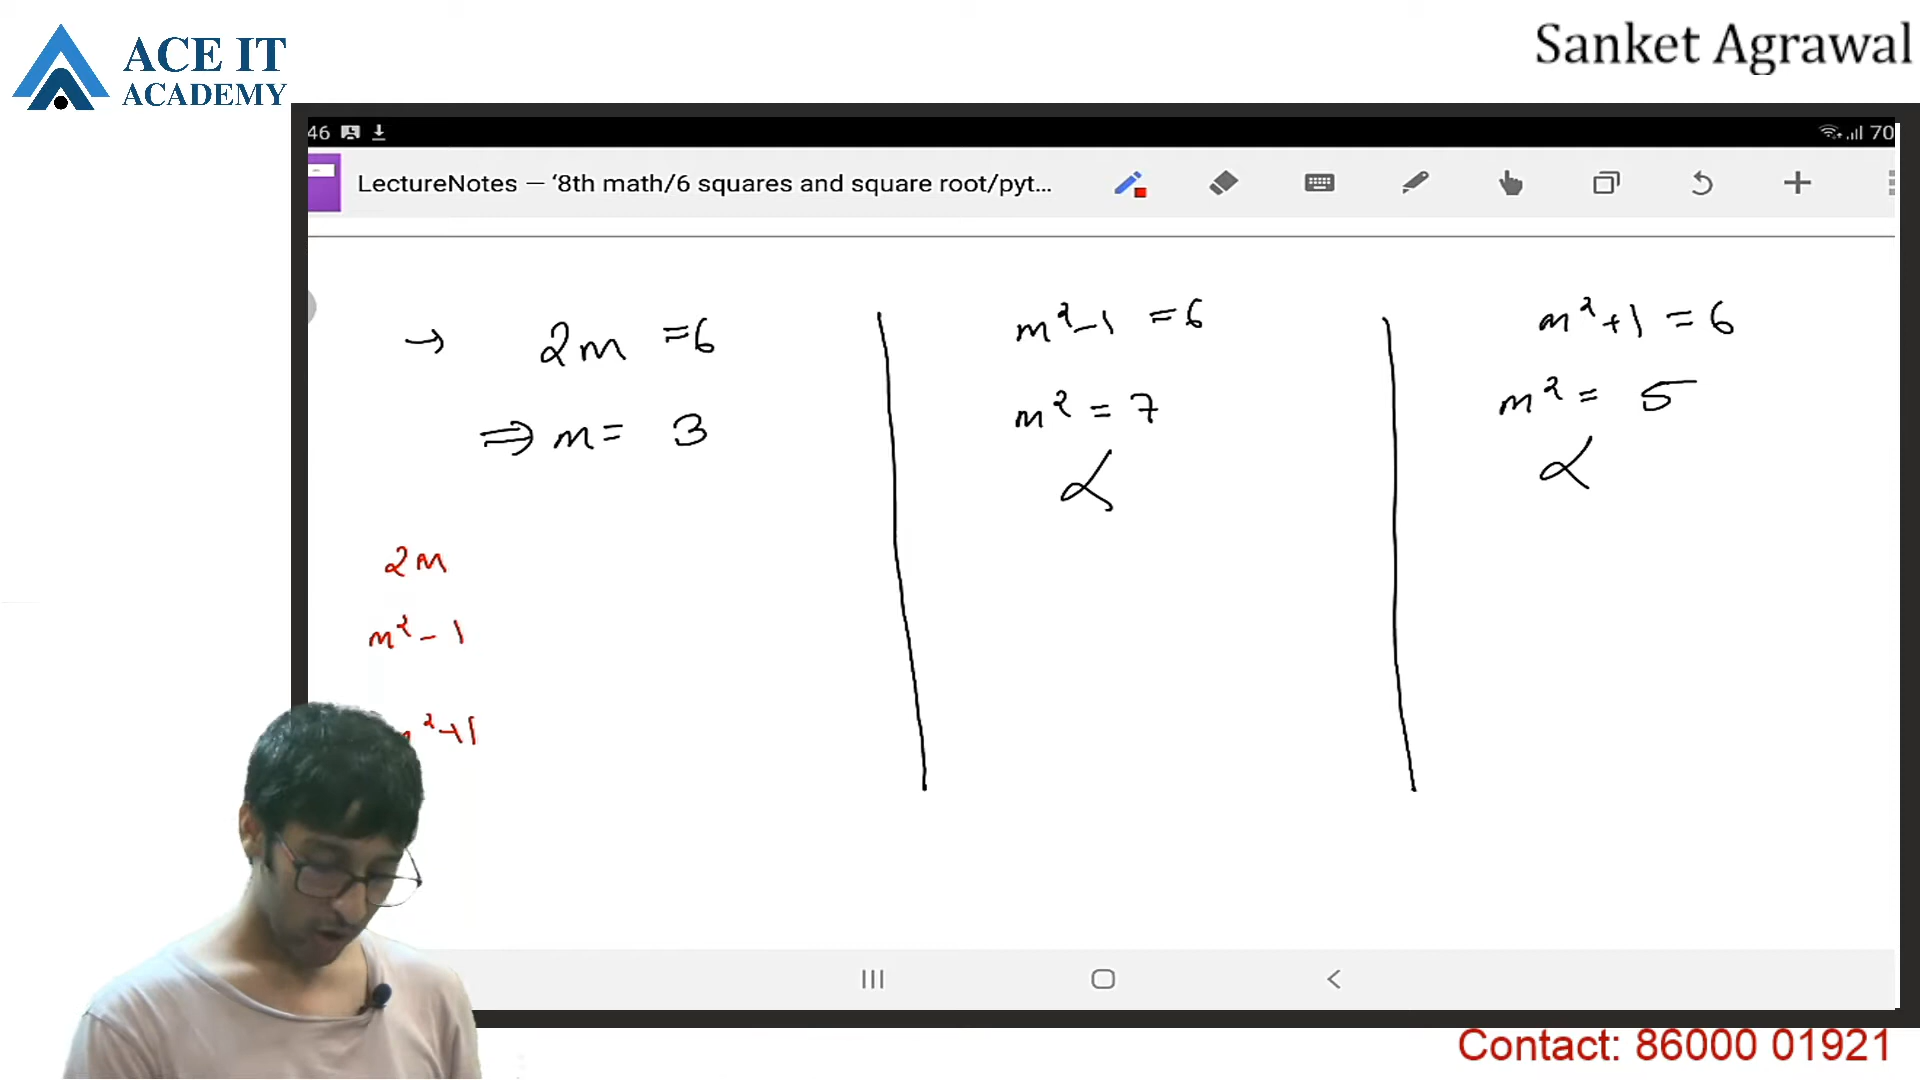 ACE IT
ACADEMY
Sanket Agrawal
46
70
LectureNotes — ‘8th math/6 squares and square root/pyt...
→ 2m = 6
⇒ m = 3
m² - 1 = 6
m² = 7
m² + 1 = 6
m² = 5
2m
m² - 1
² + 1
Contact: 86000 01921